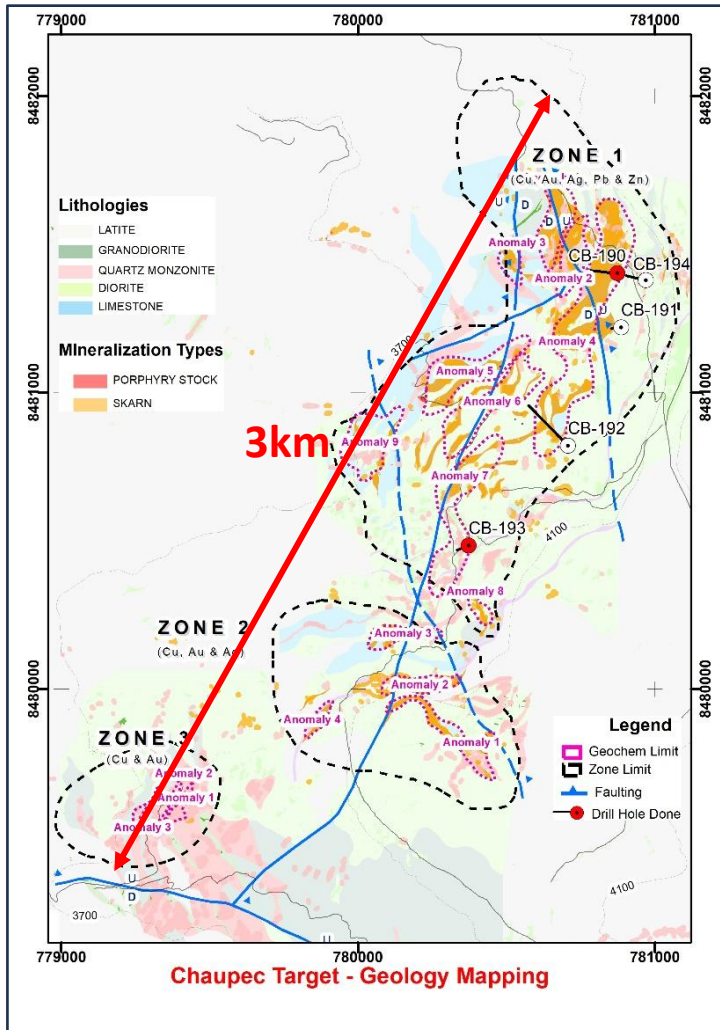 779000
780000
781000
8482000
8482000
ZONE 1
(Cu, Au, Ag, Pb & Zn)
U
D
D
U
Lithologies
LATITE
GRANODIORITE
QUARTZ MONZONITE
DIORITE
LIMESTONE
Anomaly 3
CB-190
CB-194
Anomaly 2
CB-191
D
U
MIneralization Types
PORPHYRY STOCK
SKARN
3700
Anomaly 4
8481000
8481000
Anomaly 5
Anomaly 6
3km
Anomaly 9
CB-192
Anomaly 7
CB-193
4100
Anomaly 8
ZONE 2
(Cu, Au & Ag)
Anomaly 3
8480000
8480000
Anomaly 2
Anomaly 4
Anomaly 1
ZONE 3
(Cu & Au)
Anomaly 2
Anomaly 1
Anomaly 3
Legend
Geochem Limit
Zone Limit
Faulting
Drill Hole Done
U
D
3700
4100
U
779000
780000
781000
Chaupec Target - Geology Mapping